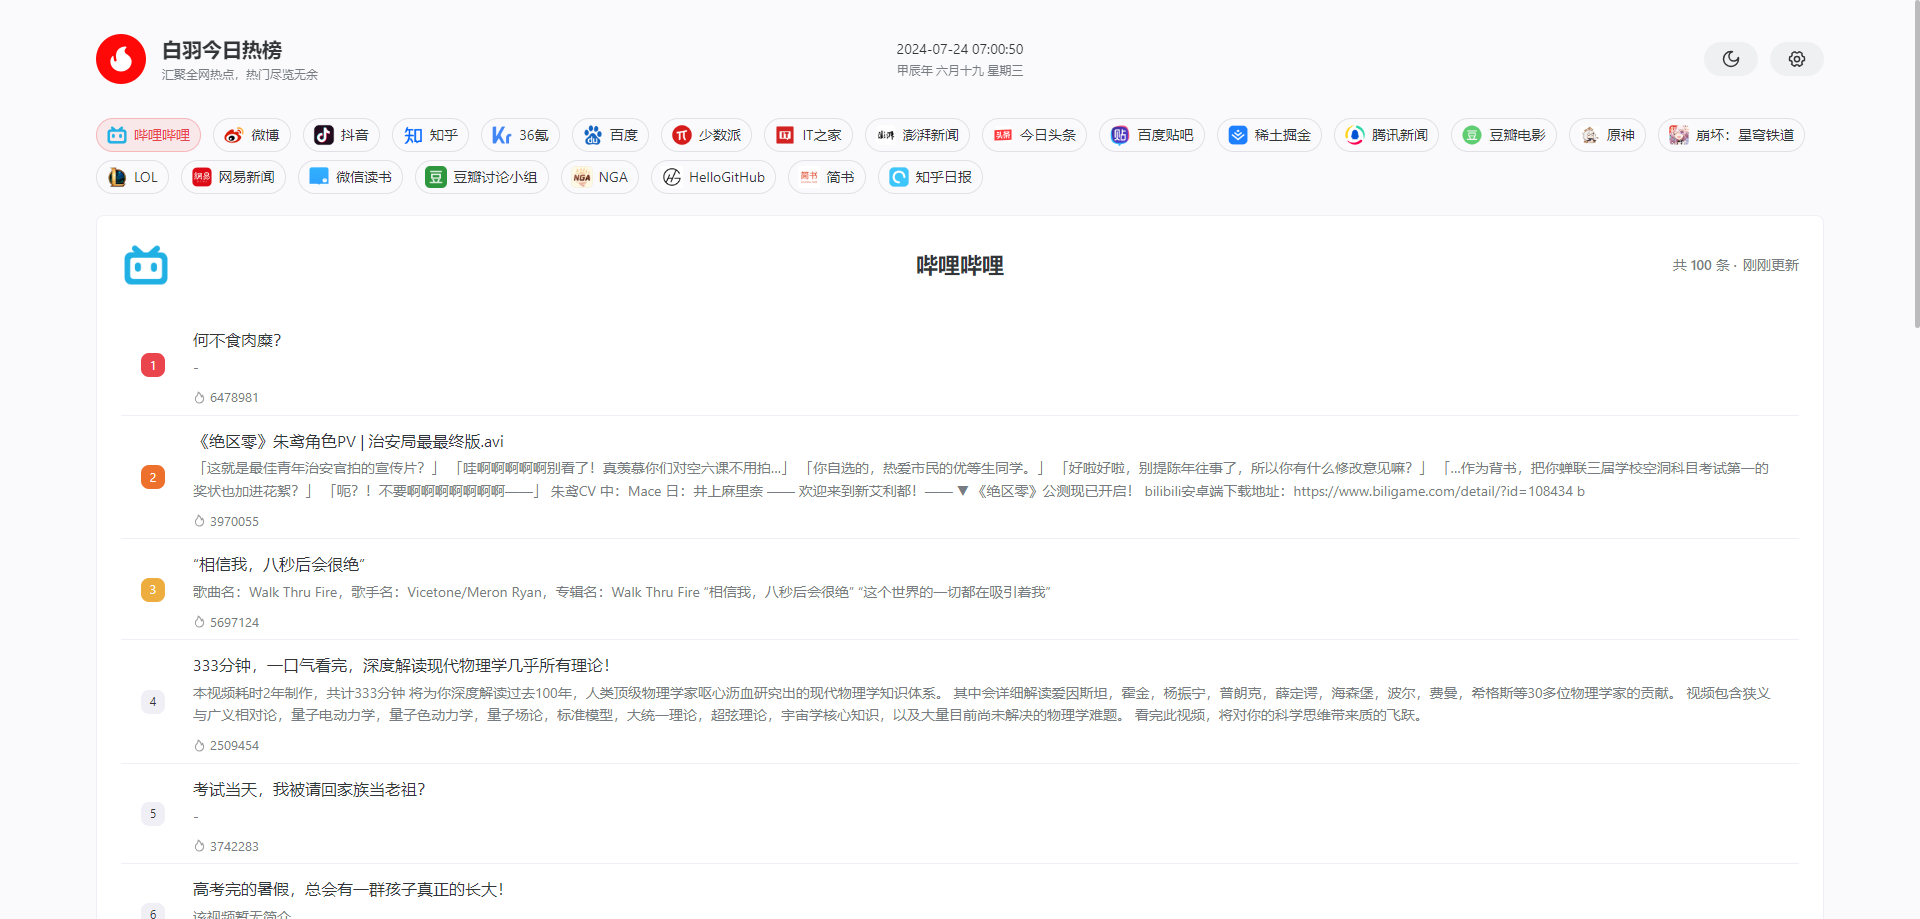 白羽今日热榜
汇聚全网热点，热门尽览无余
2024-07-24 07:00:50
甲辰年 六月十九 星期三
哔哩哔哩 微博 抖音 知乎 36氪 百度 少数派 IT之家 澎湃新闻 今日头条 百度贴吧 稀土掘金 腾讯新闻 豆瓣电影 原神 崩坏：星穹铁道
LOL 网易新闻 微信读书 豆瓣讨论小组 NGA HelloGitHub 简书 知乎日报
哔哩哔哩
共 100 条 · 刚刚更新
1
何不食肉糜？
-
6478981
2
《绝区零》朱鸢角色PV | 治安局最最终版.avi
「这就是最佳青年治安官拍的宣传片？」 「哇啊啊啊啊啊别看了！真羡慕你们对空六课不用拍...」 「你自选的，热爱市民的优等生同学。」 「好啦好啦，别提陈年往事了，所以你有什么修改意见嘛？」 「...作为背书，把你蝉联三届学校空洞科目考试第一的
奖状也加进花絮？」 「呃？！不要啊啊啊啊啊啊啊——」 朱鸢CV 中：Mace 日：井上麻里奈 —— 欢迎来到新艾利都！—— ▼ 《绝区零》公测现已开启！ bilibili安卓端下载地址：https://www.biligame.com/detail/?id=108434 b
3970055
3
“相信我，八秒后会很绝”
歌曲名：Walk Thru Fire，歌手名：Vicetone/Meron Ryan，专辑名：Walk Thru Fire “相信我，八秒后会很绝” “这个世界的一切都在吸引着我”
5697124
4
333分钟，一口气看完，深度解读现代物理学几乎所有理论！
本视频耗时2年制作，共计333分钟 将为你深度解读过去100年，人类顶级物理学家呕心沥血研究出的现代物理学知识体系。 其中会详细解读爱因斯坦，霍金，杨振宁，普朗克，薛定谔，海森堡，波尔，费曼，希格斯等30多位物理学家的贡献。 视频包含狭义
与广义相对论，量子电动力学，量子色动力学，量子场论，标准模型，大统一理论，超弦理论，宇宙学核心知识，以及大量目前尚未解决的物理学难题。 看完此视频，将对你的科学思维带来质的飞跃。
2509454
5
考试当天，我被请回家族当老祖？
-
3742283
6
高考完的暑假，总会有一群孩子真正的长大！
该视频暂无简介